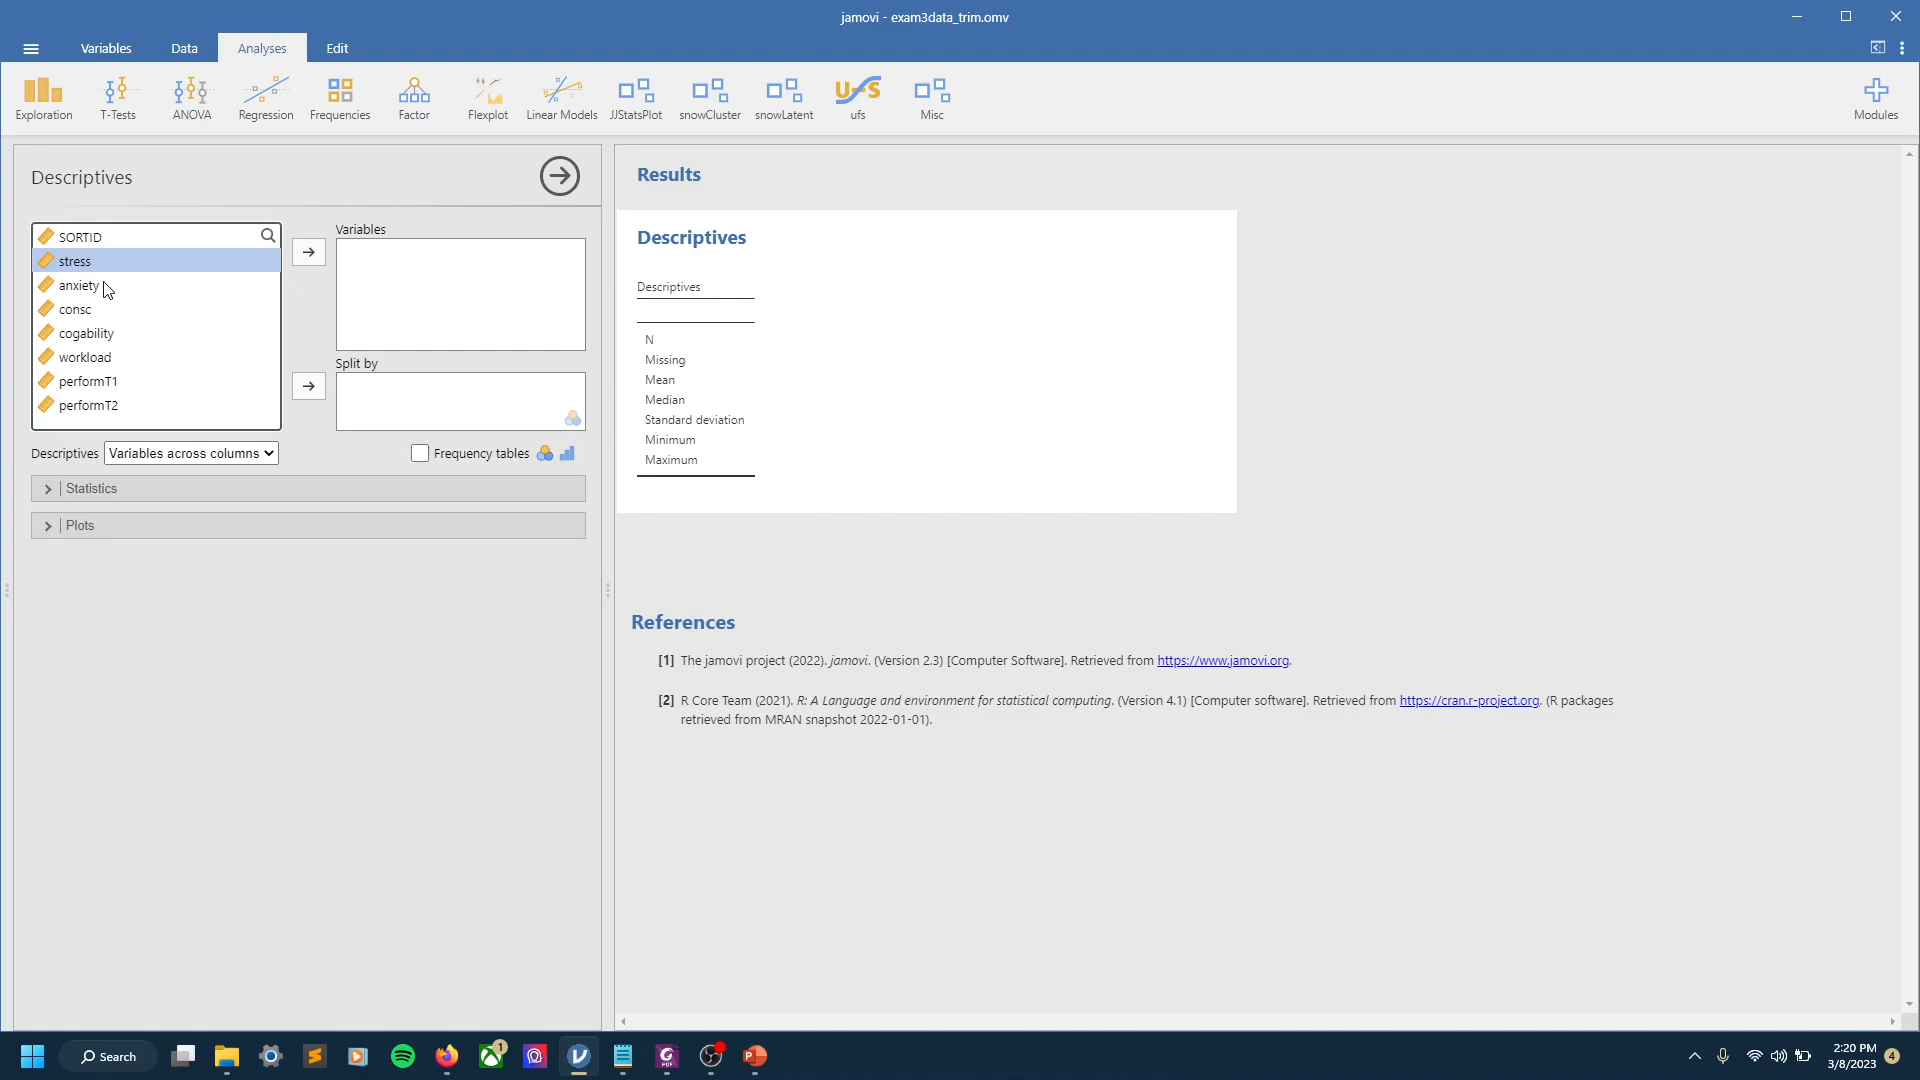 jamovi - exam3data_trim.omv
Variables
Data
Analyses
Edit
Exploration
T-Tests
ANOVA
Regression
Frequencies
Factor
Flexplot
Linear Models
JJStatsPlot
snowCluster
snowLatent
UFS
ufs
Misc
Modules
Descriptives
SORTID
stress
anxiety
consc
cogability
workload
performT1
performT2
Variables
Split by
Descriptives
Variables across columns
Frequency tables
Statistics
Plots
Results
Descriptives
Descriptives
N
Missing
Mean
Median
Standard deviation
Minimum
Maximum
References
[1] The jamovi project (2022). jamovi. (Version 2.3) [Computer Software]. Retrieved from https://www.jamovi.org.
[2] R Core Team (2021). R: A Language and environment for statistical computing. (Version 4.1) [Computer software]. Retrieved from https://cran.r-project.org. (R packages
retrieved from MRAN snapshot 2022-01-01).
Search
1
PDF
P
2:20 PM
3/8/2023
4